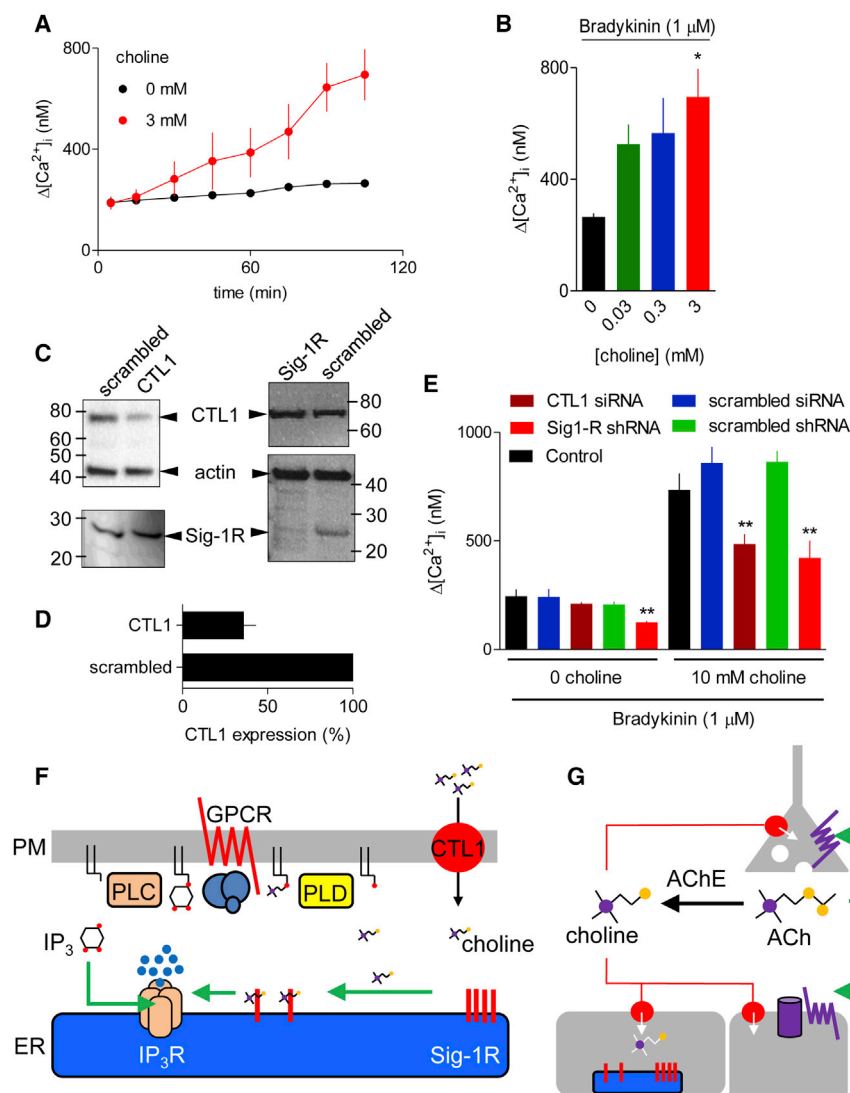 A
choline
0 mM
3 mM
Δ[Ca²⁺]ᵢ (nM)
800
400
0
0
60
120
time (min)
B
Bradykinin (1 µM)
*
Δ[Ca²⁺]ᵢ (nM)
800
400
0
0
0.03
0.3
3
[choline] (mM)
C
scrambled
CTL1
80
60
50
40
30
20
CTL1
actin
Sig-1R
Sig-1R
scrambled
80
60
40
30
20
D
CTL1
scrambled
0
50
100
CTL1 expression (%)
E
CTL1 siRNA
scrambled siRNA
Sig1-R shRNA
scrambled shRNA
Control
Δ[Ca²⁺]ᵢ (nM)
1000
500
0
**
**
**
0 choline
10 mM choline
Bradykinin (1 µM)
F
GPCR
PM
CTL1
PLC
PLD
IP₃
choline
ER
IP₃R
Sig-1R
G
AChE
choline
ACh